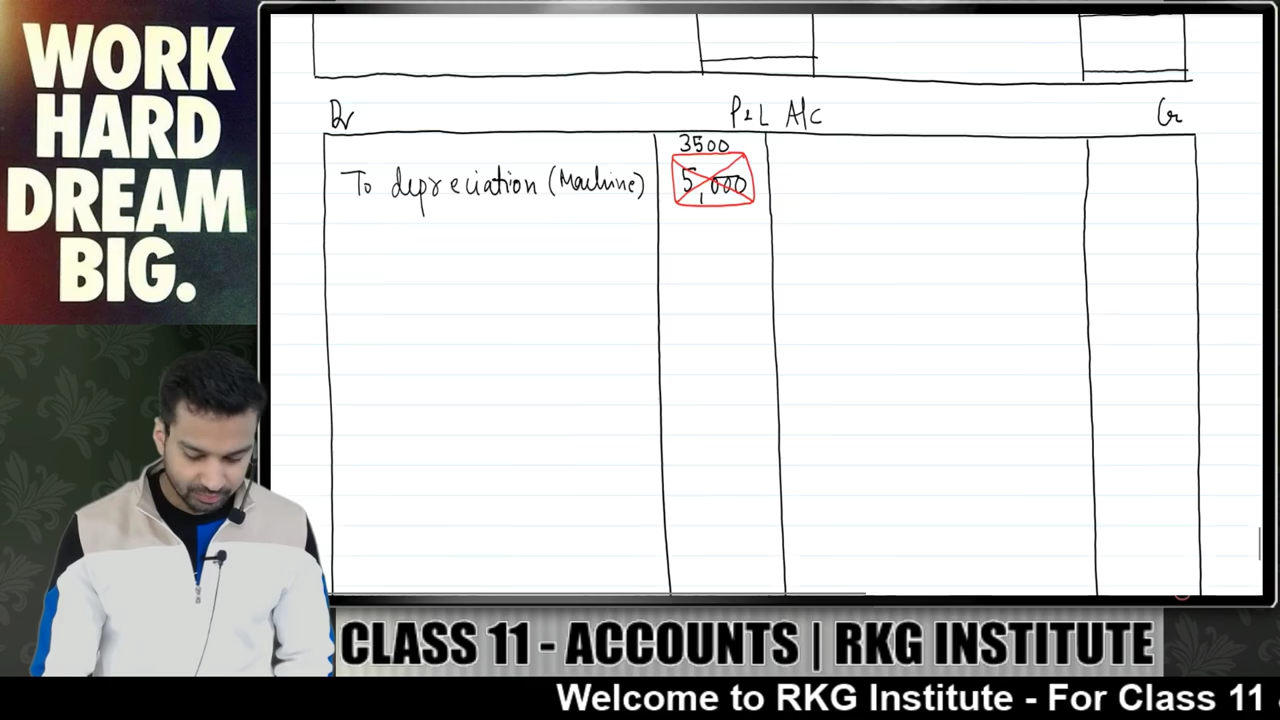 WORK
HARD
DREAM
BIG.
Dr P&L A/C Cr
3500
To depreciation (Machine) 5,000
CLASS 11 - ACCOUNTS | RKG INSTITUTE
Welcome to RKG Institute - For Class 11